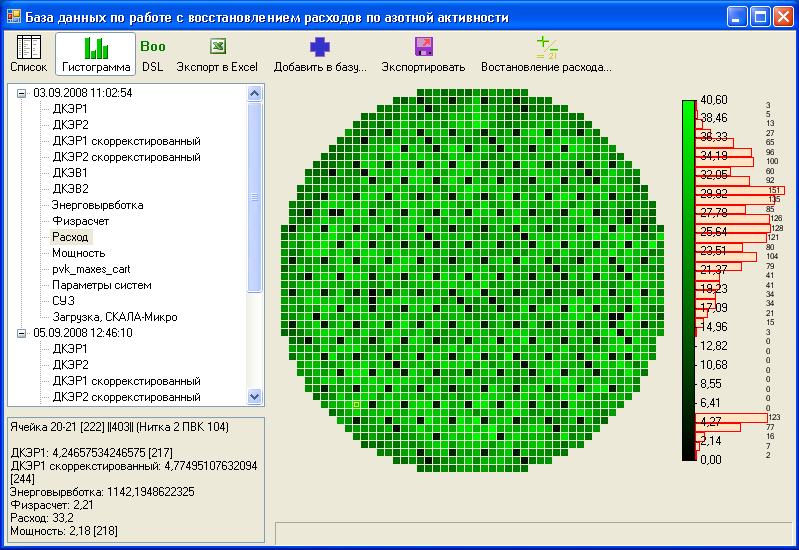 База данных по работе с восстановлением расходов по азотной активности
Список
Гистограмма
Boo
DSL
Экспорт в Excel
Добавить в базу...
Экспортировать
= 21
Востановление расхода...
03.09.2008 11:02:54
ДКЭР1
ДКЭР2
ДКЭР1 скоррекстированный
ДКЭР2 скоррекстированный
ДКЭВ1
ДКЭВ2
Энерговырвботка
Физрасчет
Расход
Мощность
pvk_maxes_cart
Параметры систем
СУЗ
Загрузка, СКАЛА-Микро
05.09.2008 12:46:10
ДКЭР1
ДКЭР2
ДКЭР1 скоррекстированный
ДКЭР2 скоррекстированный
Ячейка 20-21 [222] ||403|| (Нитка 2 ПВК 104)
ДКЭР1: 4,24657534246575 [217]
ДКЭР1 скоррекстированный: 4,77495107632094
[244]
Энерговырвботка: 1142,1948622325
Физрасчет: 2,21
Расход: 33,2
Мощность: 2,18 [218]
40,60
38,46
36,33
34,19
32,05
29,92
27,78
25,64
23,51
21,37
19,23
17,09
14,96
12,82
10,68
8,55
6,41
4,27
2,14
0,00
3
5
13
27
65
96
100
60
92
151
135
85
126
128
121
80
104
79
41
41
34
34
21
15
3
0
0
0
0
0
0
0
0
123
77
16
7
2